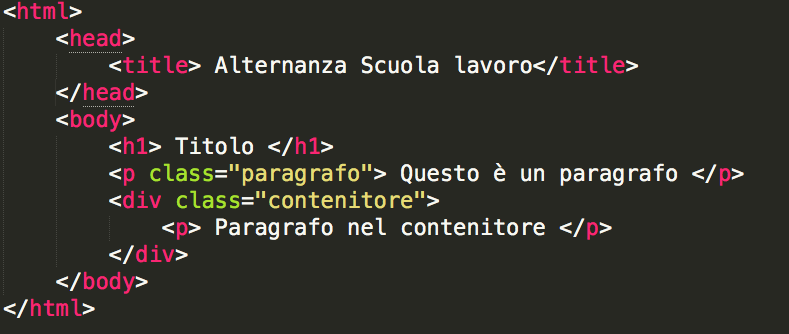 <html>
<head>
<title> Alternanza Scuola lavoro</title>
</head>
<body>
<h1> Titolo </h1>
<p class="paragrafo"> Questo è un paragrafo </p>
<div class="contenitore">
<p> Paragrafo nel contenitore </p>
</div>
</body>
</html>